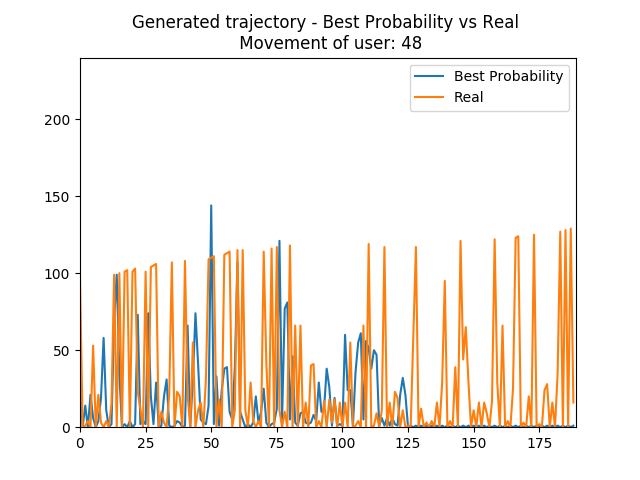 Generated trajectory - Best Probability vs Real
Movement of user: 48
Best Probability
Real
200
150
100
50
0
0 25 50 75 100 125 150 175